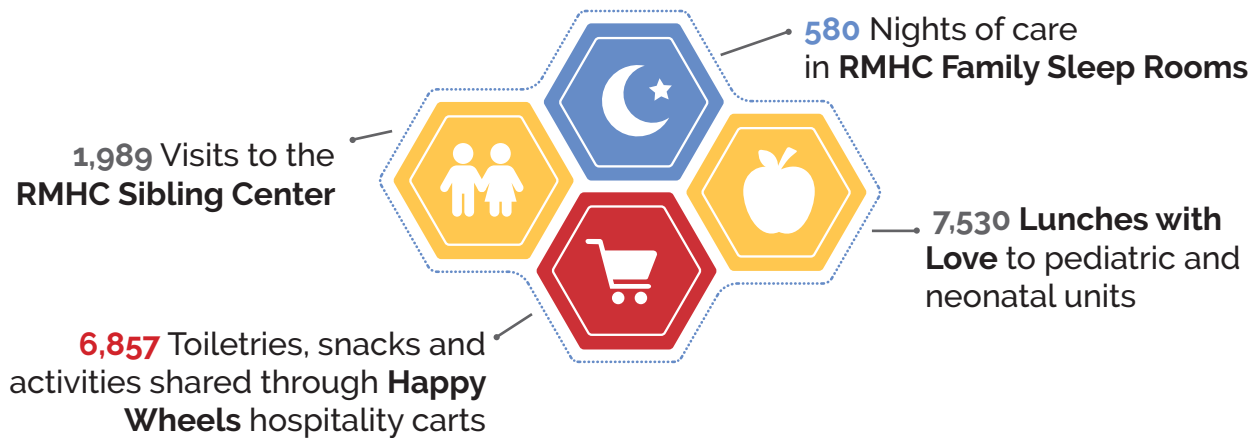 580 Nights of care
in RMHC Family Sleep Rooms
1,989 Visits to the
RMHC Sibling Center
7,530 Lunches with
Love to pediatric and
neonatal units
6,857 Toiletries, snacks and
activities shared through Happy
Wheels hospitality carts